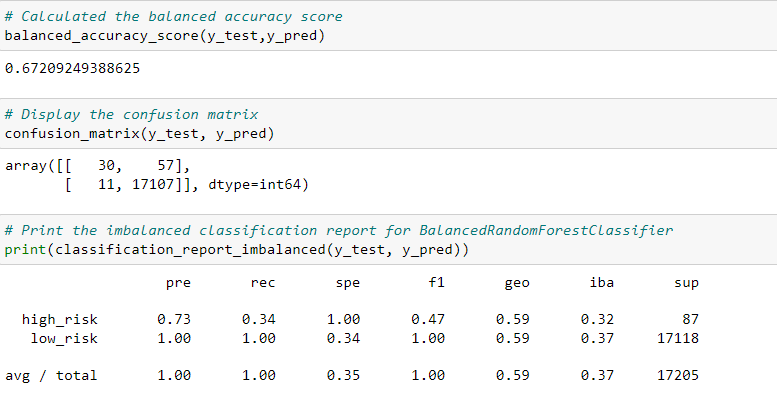 # Calculated the balanced accuracy score
balanced_accuracy_score(y_test,y_pred)
0.67209249388625
# Display the confusion matrix
confusion_matrix(y_test, y_pred)
array([[   30,    57],
       [   11, 17107]], dtype=int64)
# Print the imbalanced classification report for BalancedRandomForestClassifier
print(classification_report_imbalanced(y_test, y_pred))
pre rec spe f1 geo iba sup
high_risk 0.73 0.34 1.00 0.47 0.59 0.32 87
low_risk 1.00 1.00 0.34 1.00 0.59 0.37 17118
avg / total 1.00 1.00 0.35 1.00 0.59 0.37 17205